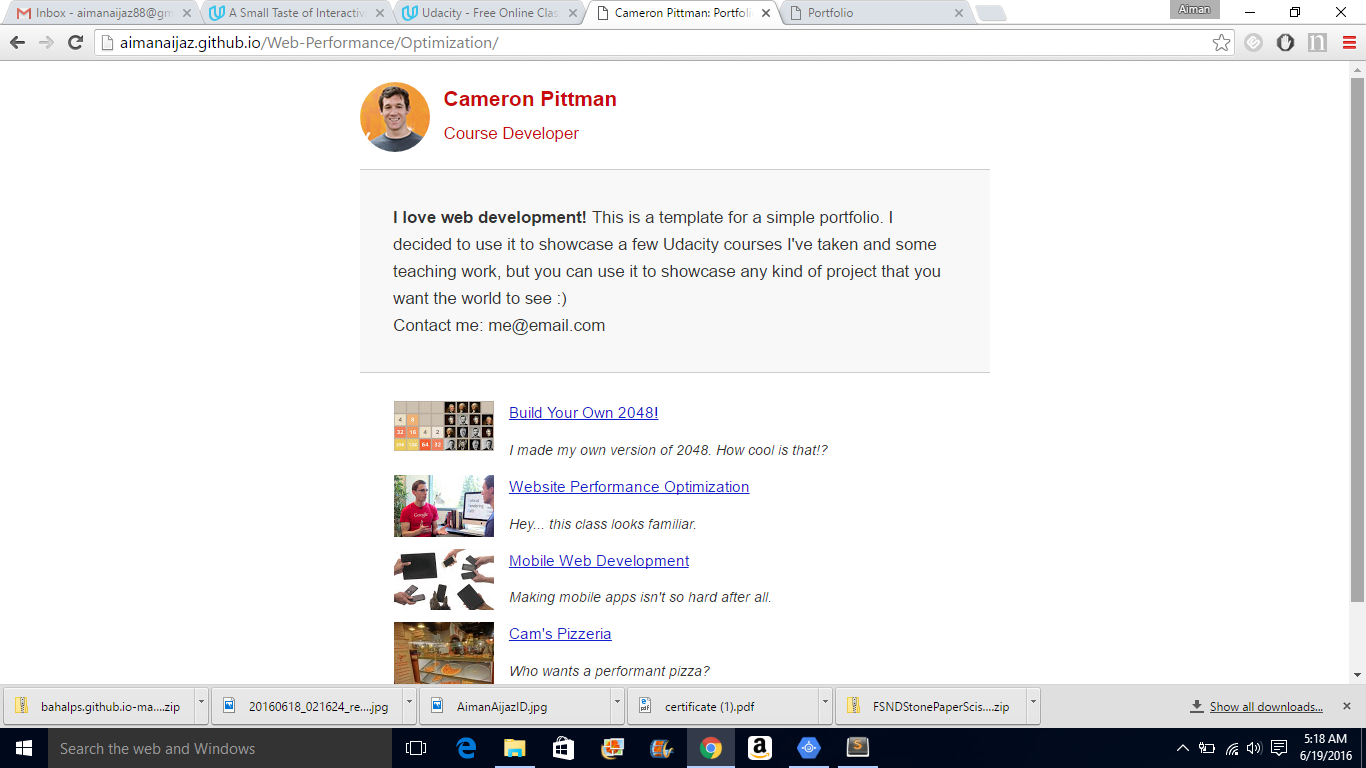 Inbox - aimanaijaz88@gm
A Small Taste of Interactiv
Udacity - Free Online Clas
Cameron Pittman: Portfoli
Portfolio
Aiman
aimanaijaz.github.io/Web-Performance/Optimization/
Cameron Pittman
Course Developer
I love web development! This is a template for a simple portfolio. I
decided to use it to showcase a few Udacity courses I've taken and some
teaching work, but you can use it to showcase any kind of project that you
want the world to see :)
Contact me: me@email.com
Build Your Own 2048!
I made my own version of 2048. How cool is that!?
Website Performance Optimization
Hey... this class looks familiar.
Mobile Web Development
Making mobile apps isn't so hard after all.
Cam's Pizzeria
Who wants a performant pizza?
bahalps.github.io-ma....zip
20160618_021624_re....jpg
AimanAijazID.jpg
certificate (1).pdf
FSNDStonePaperScis....zip
Show all downloads...
Search the web and Windows
5:18 AM
6/19/2016